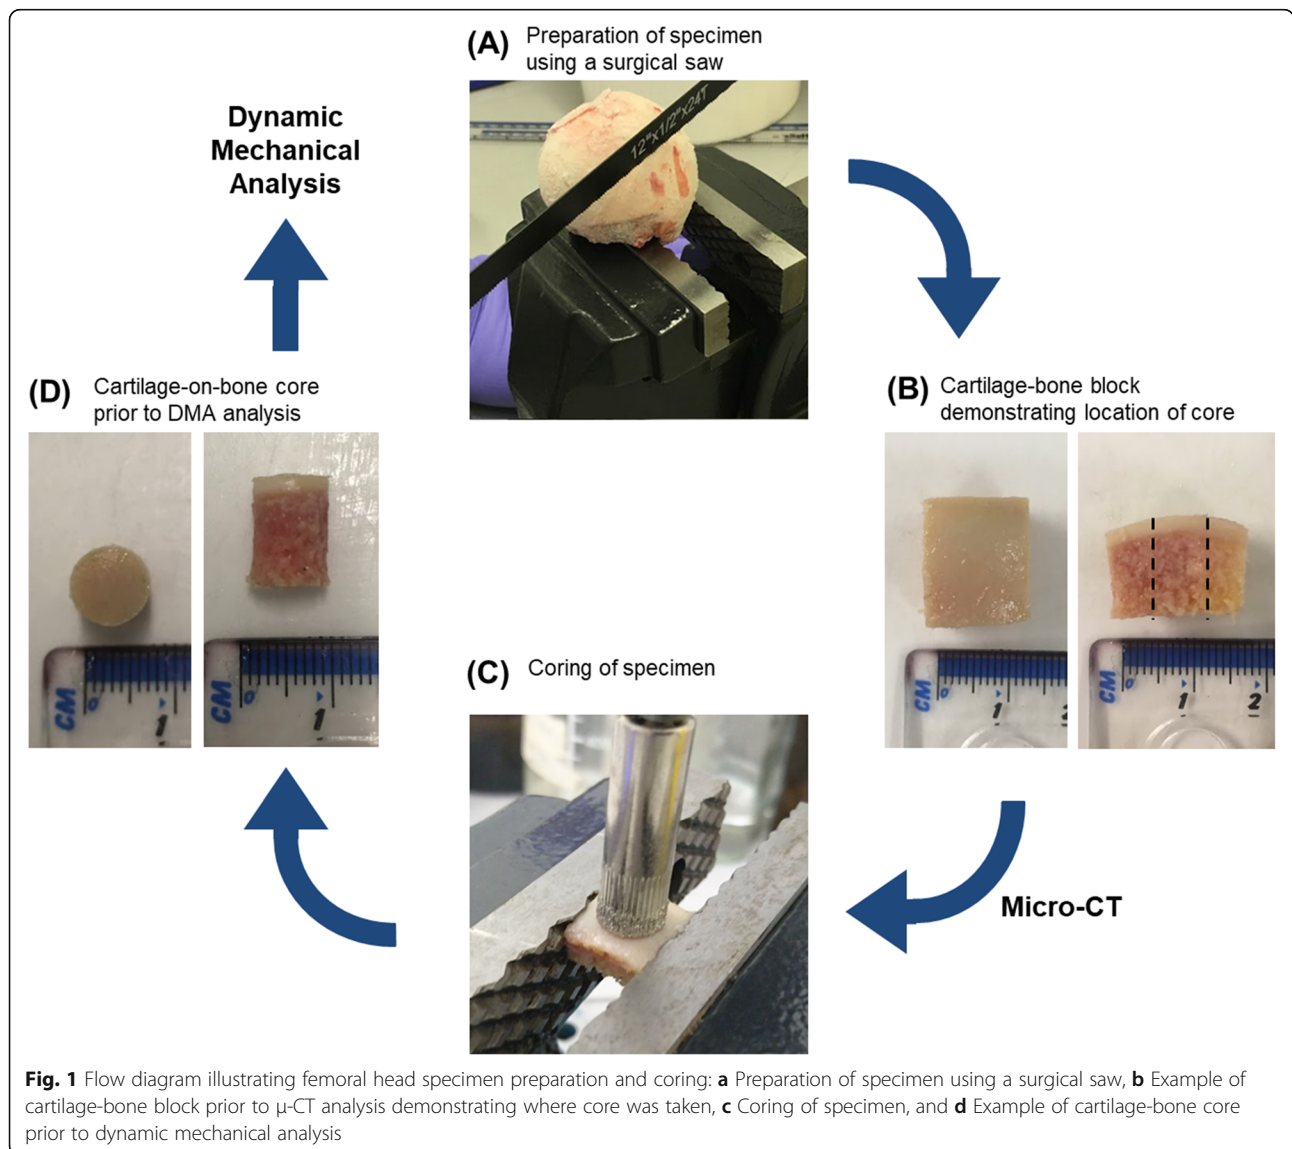 (A) Preparation of specimen
using a surgical saw
12"x1/2"x24T
Dynamic
Mechanical
Analysis
(D) Cartilage-on-bone core
prior to DMA analysis
CM 0 1
CM 0 1
(B) Cartilage-bone block
demonstrating location of core
CM 0 1 2
CM 0 1 2
(C) Coring of specimen
Micro-CT
Fig. 1 Flow diagram illustrating femoral head specimen preparation and coring: a Preparation of specimen using a surgical saw, b Example of
cartilage-bone block prior to μ-CT analysis demonstrating where core was taken, c Coring of specimen, and d Example of cartilage-bone core
prior to dynamic mechanical analysis